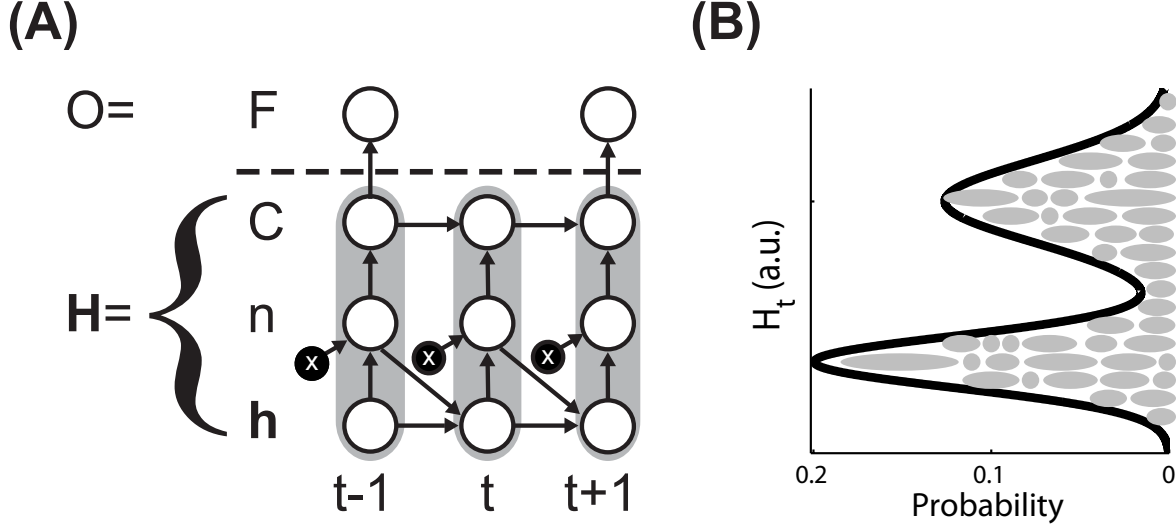 (A)
O= F
C
H= n
x x x
h
t-1 t t+1
(B)
H_t (a.u.)
0.2 0.1 0
Probability